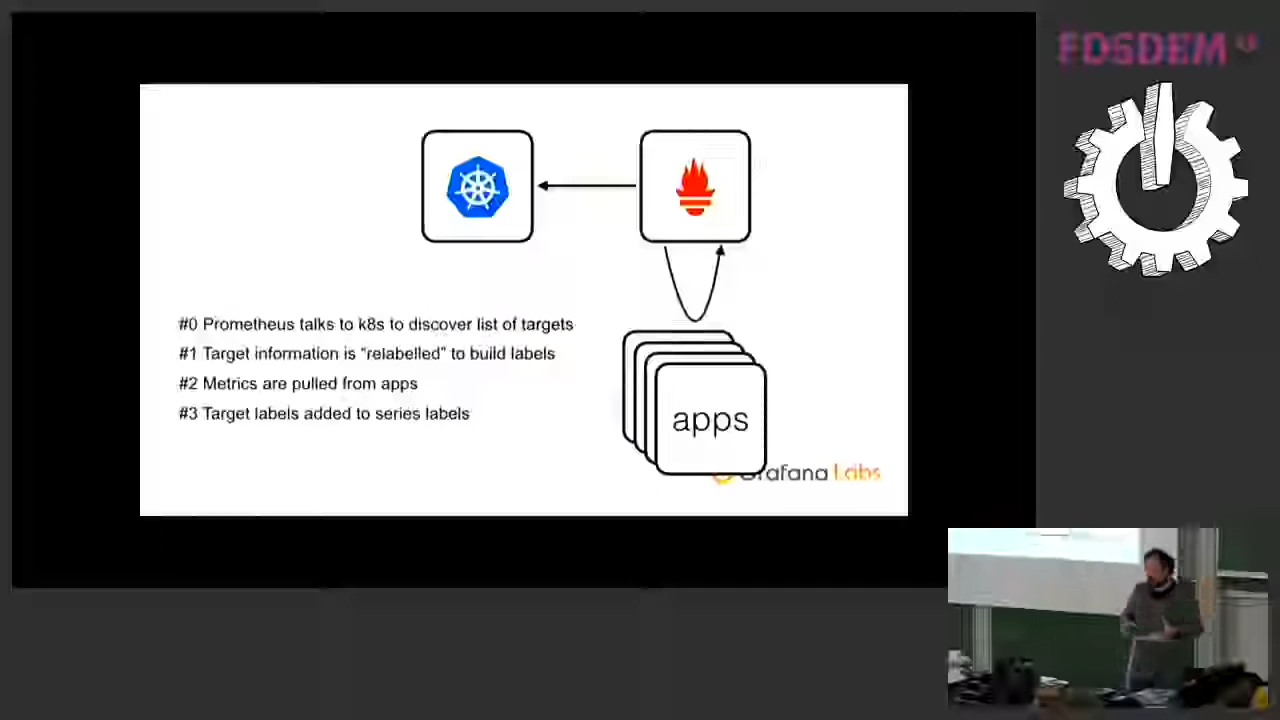 FOSDEM
#0 Prometheus talks to k8s to discover list of targets
#1 Target information is “relabelled” to build labels
#2 Metrics are pulled from apps
#3 Target labels added to series labels
apps
Grafana Labs